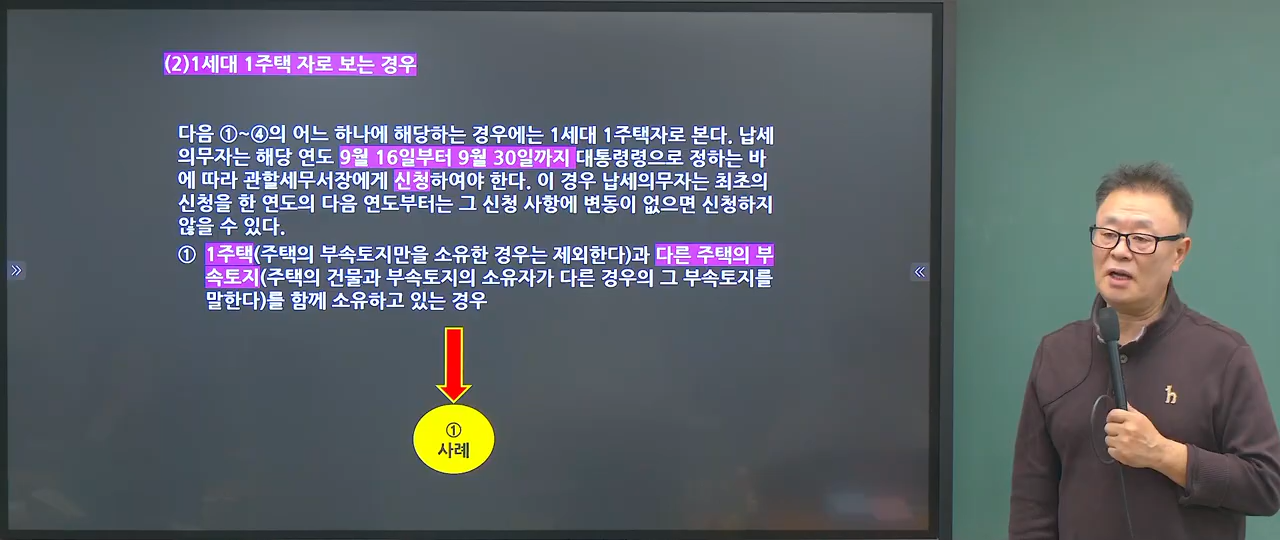 (2)1세대 1주택 자로 보는 경우
다음 ①~④의 어느 하나에 해당하는 경우에는 1세대 1주택자로 본다. 납세
의무자는 해당 연도 9월 16일부터 9월 30일까지 대통령령으로 정하는 바
에 따라 관할세무서장에게 신청하여야 한다. 이 경우 납세의무자는 최초의
신청을 한 연도의 다음 연도부터는 그 신청 사항에 변동이 없으면 신청하지
않을 수 있다.
① 1주택(주택의 부속토지만을 소유한 경우는 제외한다)과 다른 주택의 부
속토지(주택의 건물과 부속토지의 소유자가 다른 경우의 그 부속토지를
말한다)를 함께 소유하고 있는 경우
①
사례
h